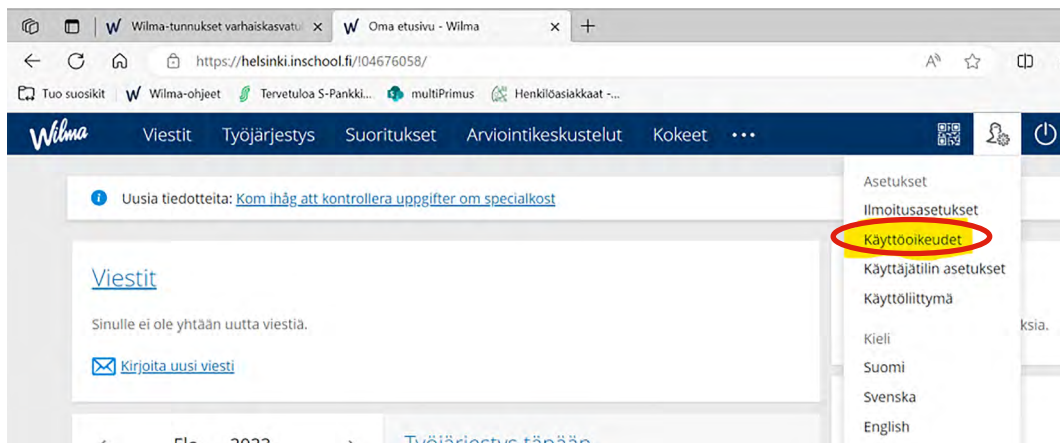 Wilma-tunnukset varhaiskasvatu
Oma etusivu - Wilma
https://helsinki.inschool.fi/!04676058/
Tuo suosikit
Wilma-ohjeet
Tervetuloa S-Pankki...
multiPrimus
Henkilöasiakkaat -...
Wilma
Viestit
Työjärjestys
Suoritukset
Arviointikeskustelut
Kokeet
Uusia tiedotteita: Kom ihåg att kontrollera uppgifter om specialkost
Viestit
Sinulle ei ole yhtään uutta viestiä.
Kirjoita uusi viesti
Asetukset
Ilmoitusasetukset
Käyttöoikeudet
Käyttäjätilin asetukset
Käyttöliittymä
ksia.
Kieli
Suomi
Svenska
English
Elo 2023
Työjärjestys tänään